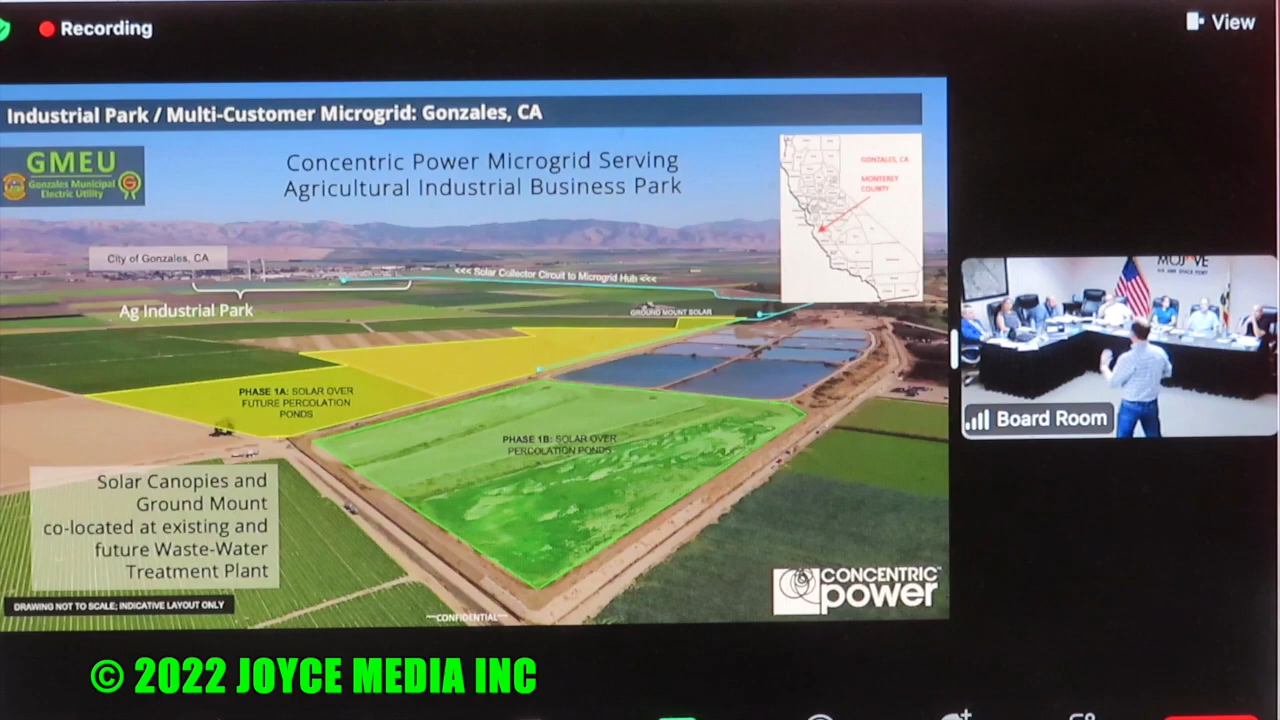 Recording
View
Industrial Park / Multi-Customer Microgrid: Gonzales, CA
GMEU
Gonzales Municipal
Electric Utility
Concentric Power Microgrid Serving
Agricultural Industrial Business Park
GONZALES, CA
MONTEREY
COUNTY
City of Gonzales, CA
<<< Solar Collector Circuit to Microgrid Hub <<<
Ag Industrial Park
GROUND MOUNT SOLAR
PHASE 1A: SOLAR OVER
FUTURE PERCOLATION
PONDS
PHASE 1B: SOLAR OVER
PERCOLATION PONDS
Solar Canopies and
Ground Mount
co-located at existing and
future Waste-Water
Treatment Plant
DRAWING NOT TO SCALE; INDICATIVE LAYOUT ONLY
CONFIDENTIAL
CONCENTRIC
power
MOJAVE
AIR AND SPACE PORT
Board Room
© 2022 JOYCE MEDIA INC